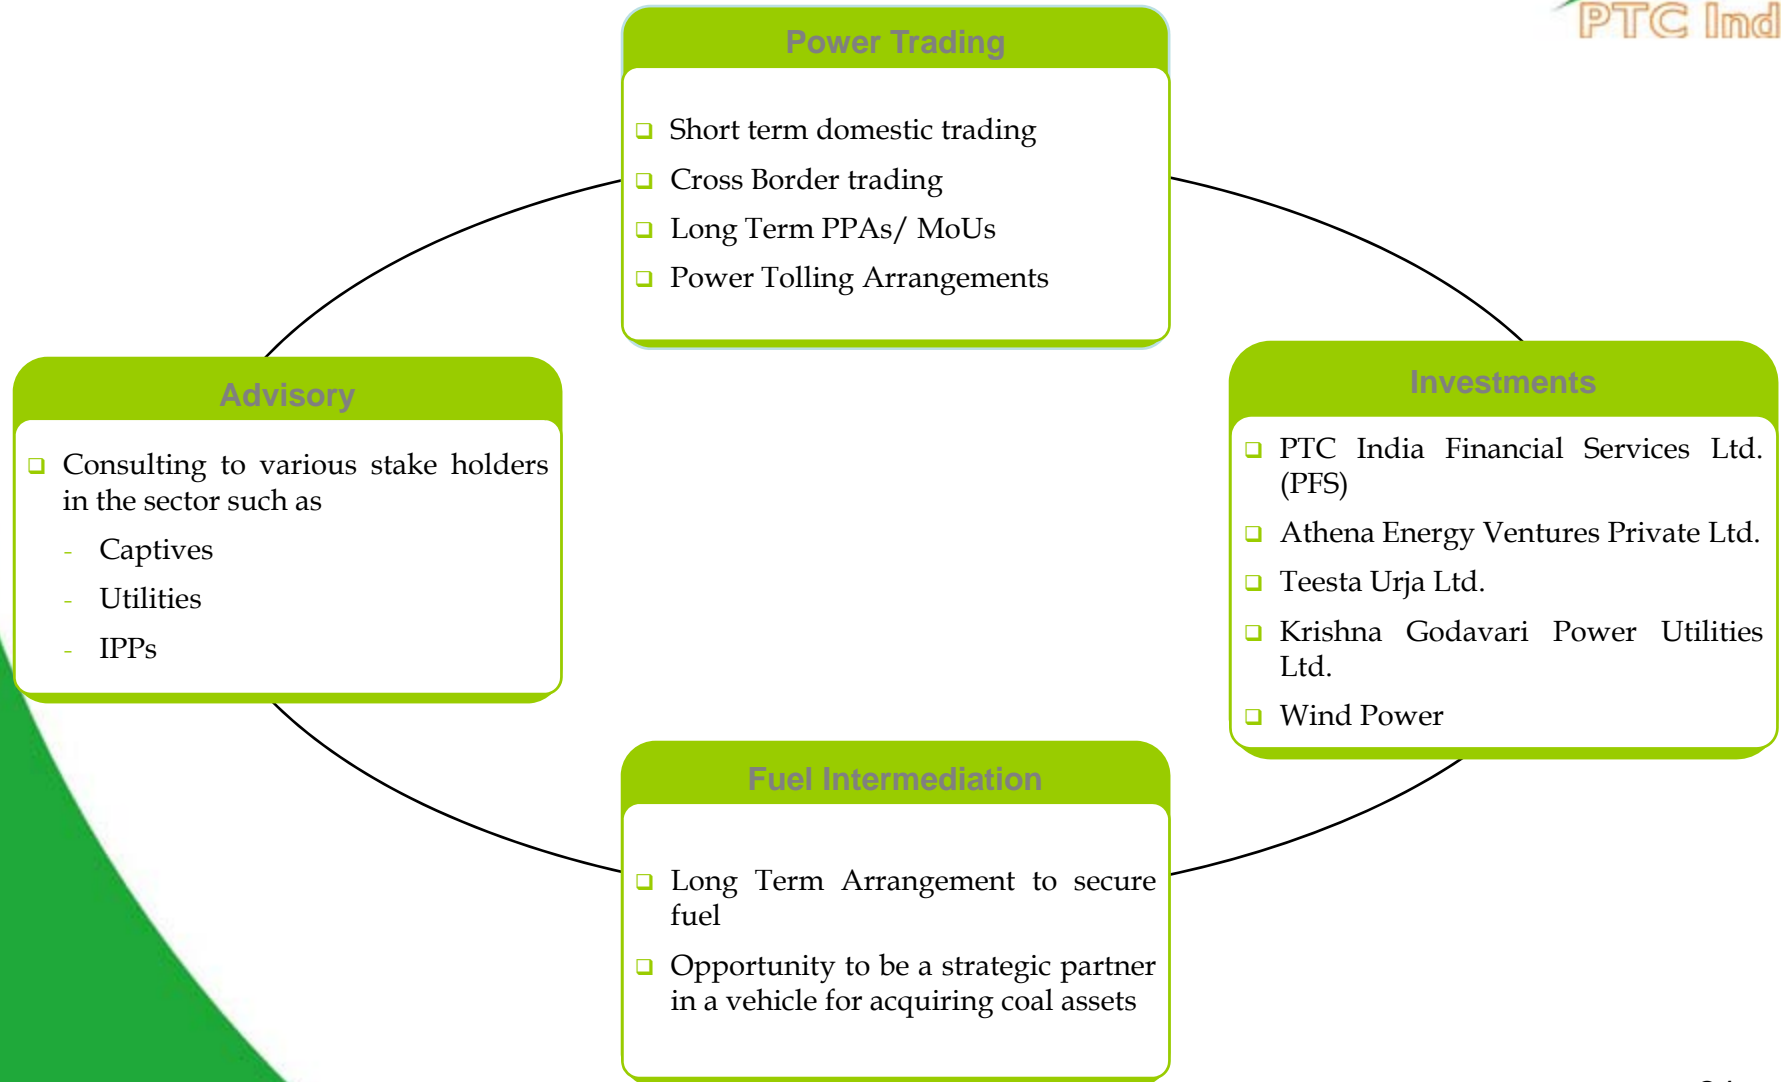 PTC Ind
Power Trading
Short term domestic trading
Cross Border trading
Long Term PPAs/ MoUs
Power Tolling Arrangements
Advisory
Consulting to various stake holders
in the sector such as
- Captives
- Utilities
- IPPs
Investments
PTC India Financial Services Ltd.
(PFS)
Athena Energy Ventures Private Ltd.
Teesta Urja Ltd.
Krishna Godavari Power Utilities
Ltd.
Wind Power
Fuel Intermediation
Long Term Arrangement to secure
fuel
Opportunity to be a strategic partner
in a vehicle for acquiring coal assets